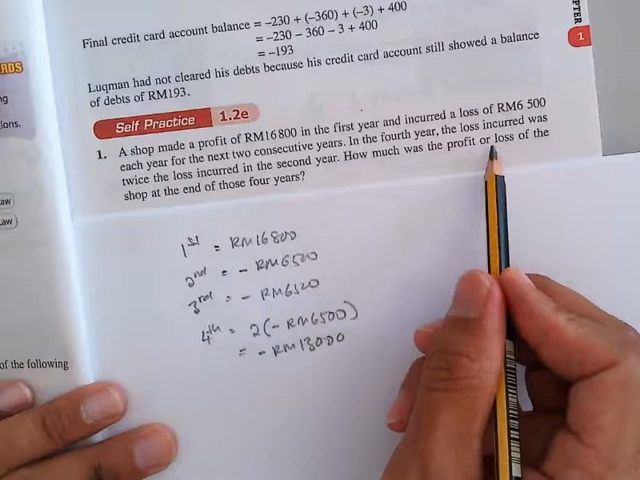 Final credit card account balance = –230 + (–360) + (–3) + 400
= –230 – 360 – 3 + 400
= –193
Luqman had not cleared his debts because his credit card account still showed a balance
of debts of RM193.
CHAPTER
1
RDS
ng
ions.
Self Practice 1.2e
1. A shop made a profit of RM16 800 in the first year and incurred a loss of RM6 500
each year for the next two consecutive years. In the fourth year, the loss incurred was
twice the loss incurred in the second year. How much was the profit or loss of the
shop at the end of those four years?
aw
aw
of the following
1st = RM16800
2nd = - RM6500
3rd = - RM6500
4th = 2(- RM6500)
= - RM13000